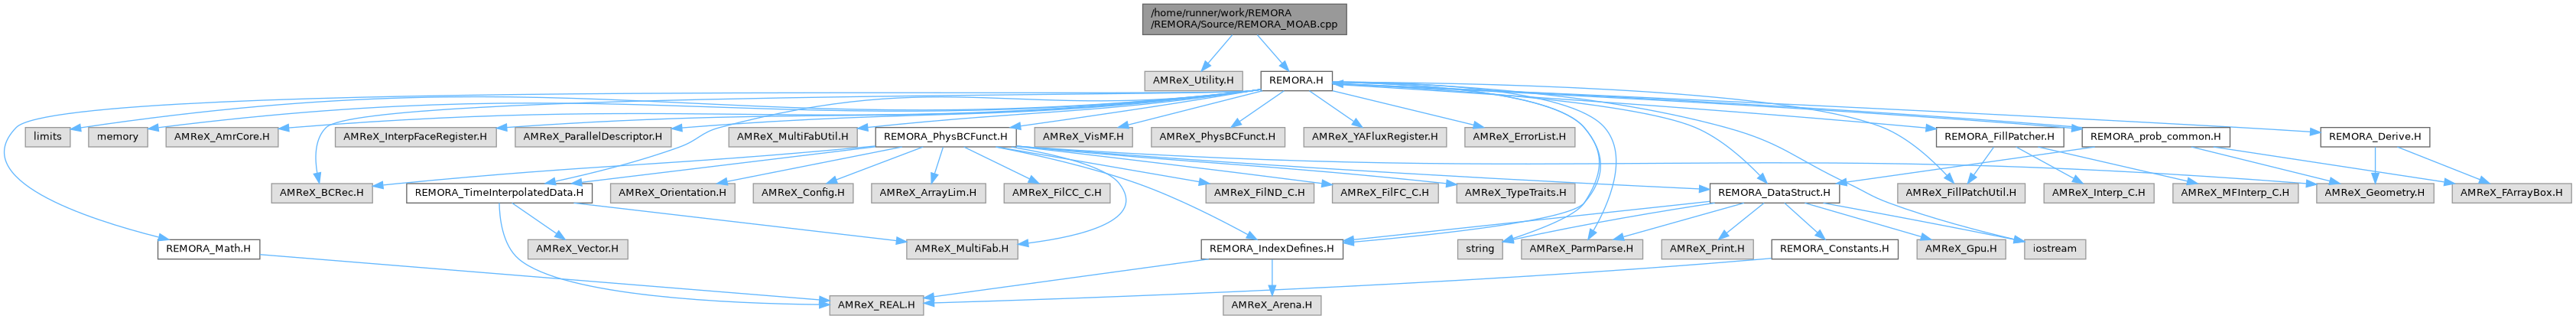 /home/runner/work/REMORA
/REMORA/Source/REMORA_MOAB.cpp
AMReX_Utility.H
REMORA.H
limits
memory
AMReX_AmrCore.H
AMReX_InterpFaceRegister.H
AMReX_ParallelDescriptor.H
AMReX_MultiFabUtil.H
REMORA_PhysBCFunct.H
AMReX_VisMF.H
AMReX_PhysBCFunct.H
AMReX_YAFluxRegister.H
AMReX_ErrorList.H
REMORA_FillPatcher.H
REMORA_prob_common.H
REMORA_Derive.H
AMReX_BCRec.H
REMORA_TimeInterpolatedData.H
AMReX_Orientation.H
AMReX_Config.H
AMReX_ArrayLim.H
AMReX_FilCC_C.H
AMReX_FilND_C.H
AMReX_FilFC_C.H
AMReX_TypeTraits.H
REMORA_DataStruct.H
AMReX_FillPatchUtil.H
AMReX_Interp_C.H
AMReX_MFInterp_C.H
AMReX_Geometry.H
AMReX_FArrayBox.H
REMORA_Math.H
AMReX_Vector.H
AMReX_MultiFab.H
REMORA_IndexDefines.H
string
AMReX_ParmParse.H
AMReX_Print.H
REMORA_Constants.H
AMReX_Gpu.H
iostream
AMReX_REAL.H
AMReX_Arena.H